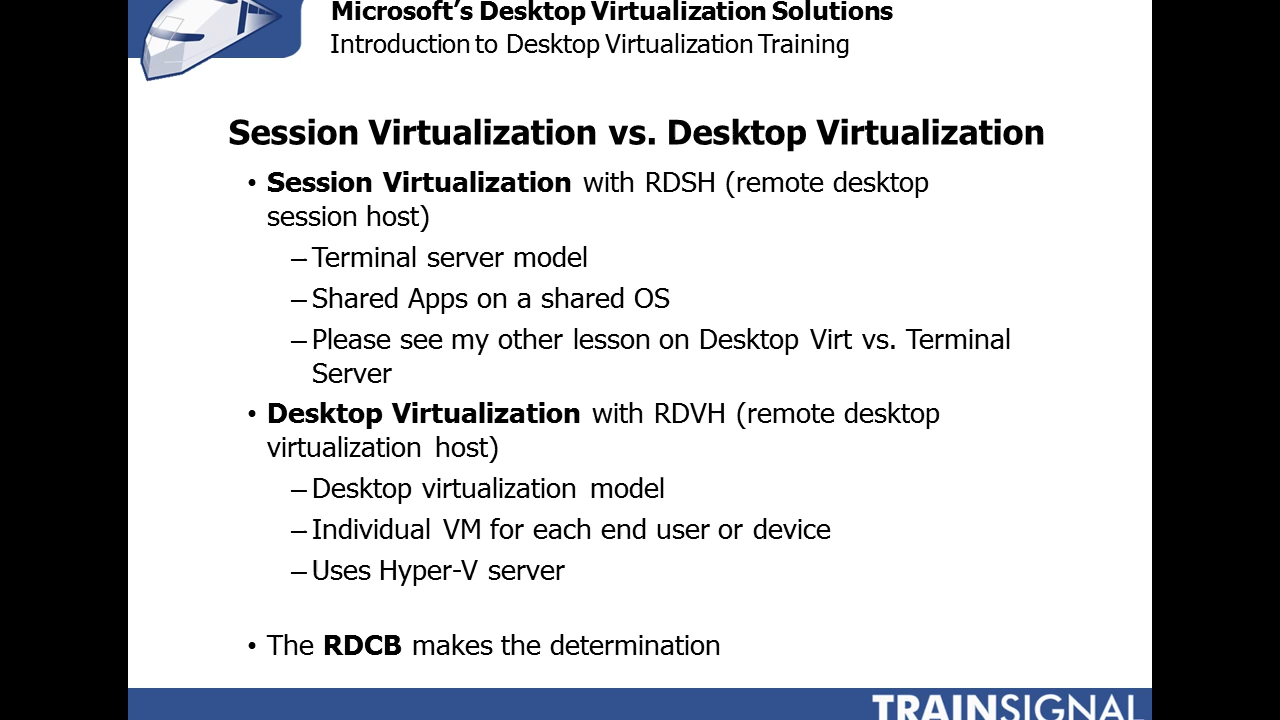 Microsoft's Desktop Virtualization Solutions
Introduction to Desktop Virtualization Training
Session Virtualization vs. Desktop Virtualization
• Session Virtualization with RDSH (remote desktop
session host)
– Terminal server model
– Shared Apps on a shared OS
– Please see my other lesson on Desktop Virt vs. Terminal
Server
• Desktop Virtualization with RDVH (remote desktop
virtualization host)
– Desktop virtualization model
– Individual VM for each end user or device
– Uses Hyper-V server
• The RDCB makes the determination
TRAINSIGNAL